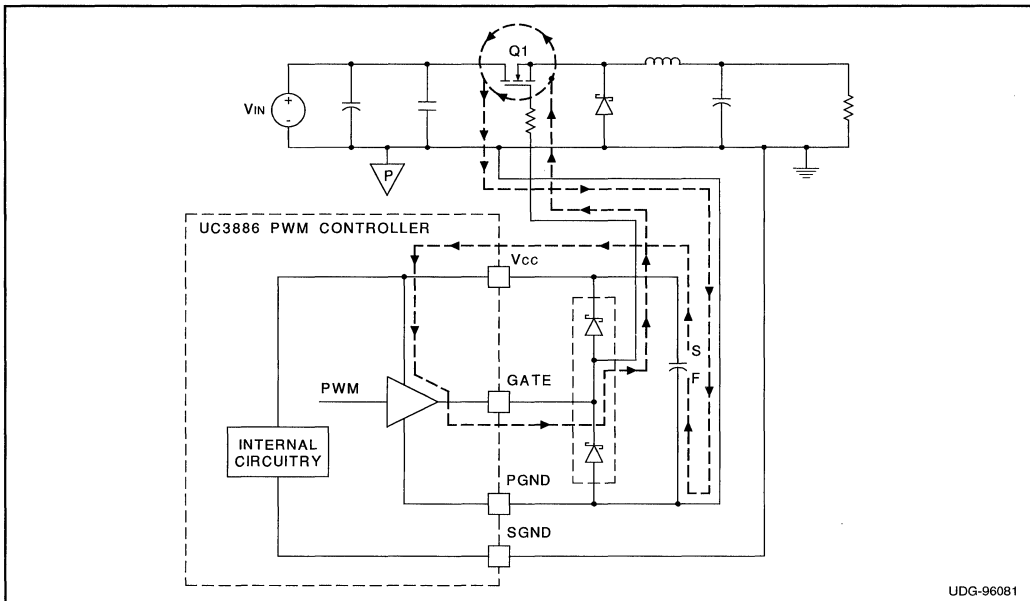 Q1
VIN
+
-
P
UC3886 PWM CONTROLLER
VCC
S
F
PWM
GATE
INTERNAL
CIRCUITRY
PGND
SGND
UDG-96081